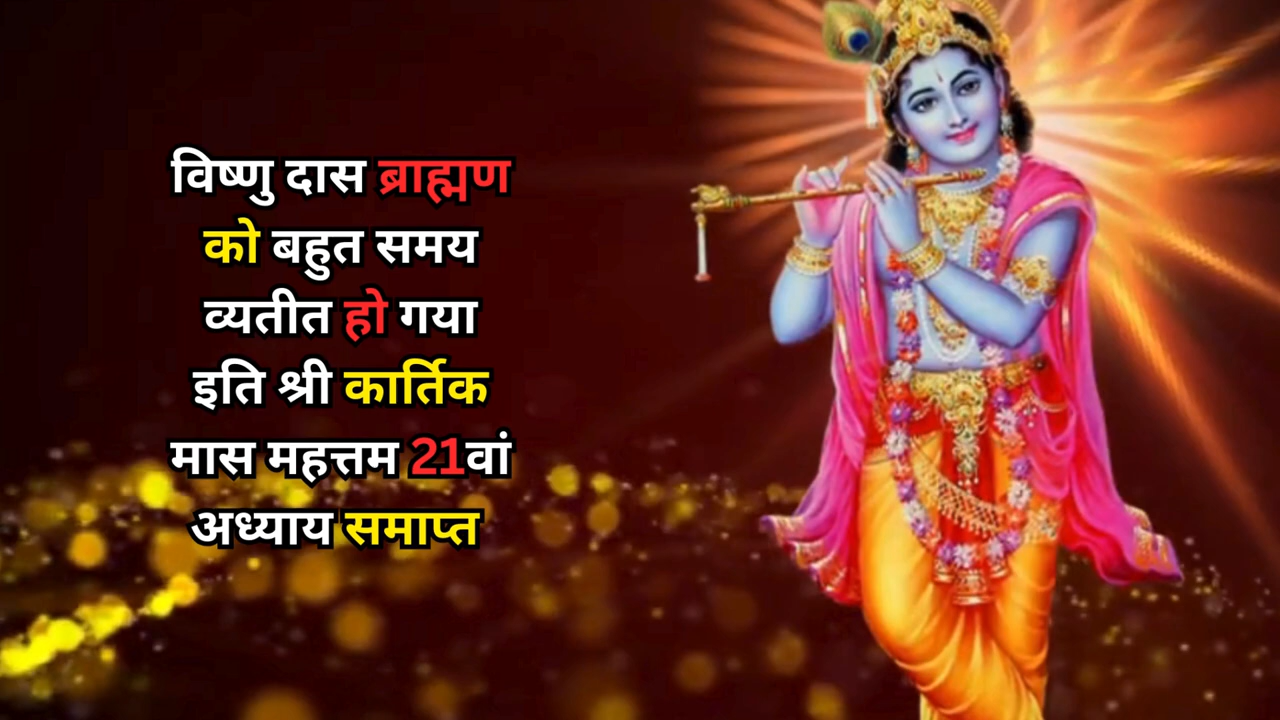 विष्णु दास ब्राह्मण
को बहुत समय
व्यतीत हो गया
इति श्री कार्तिक
मास महत्तम 21वां
अध्याय समाप्त